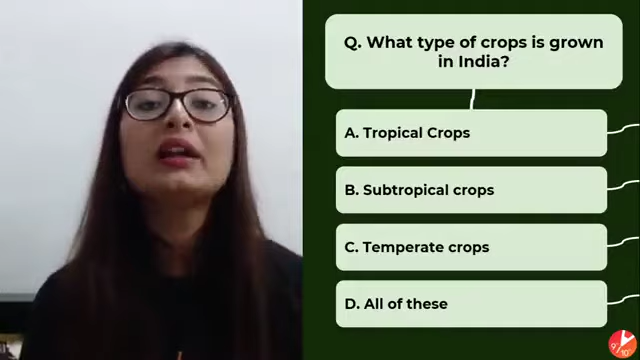 Q. What type of crops is grown
in India?
A. Tropical Crops
B. Subtropical crops
C. Temperate crops
D. All of these